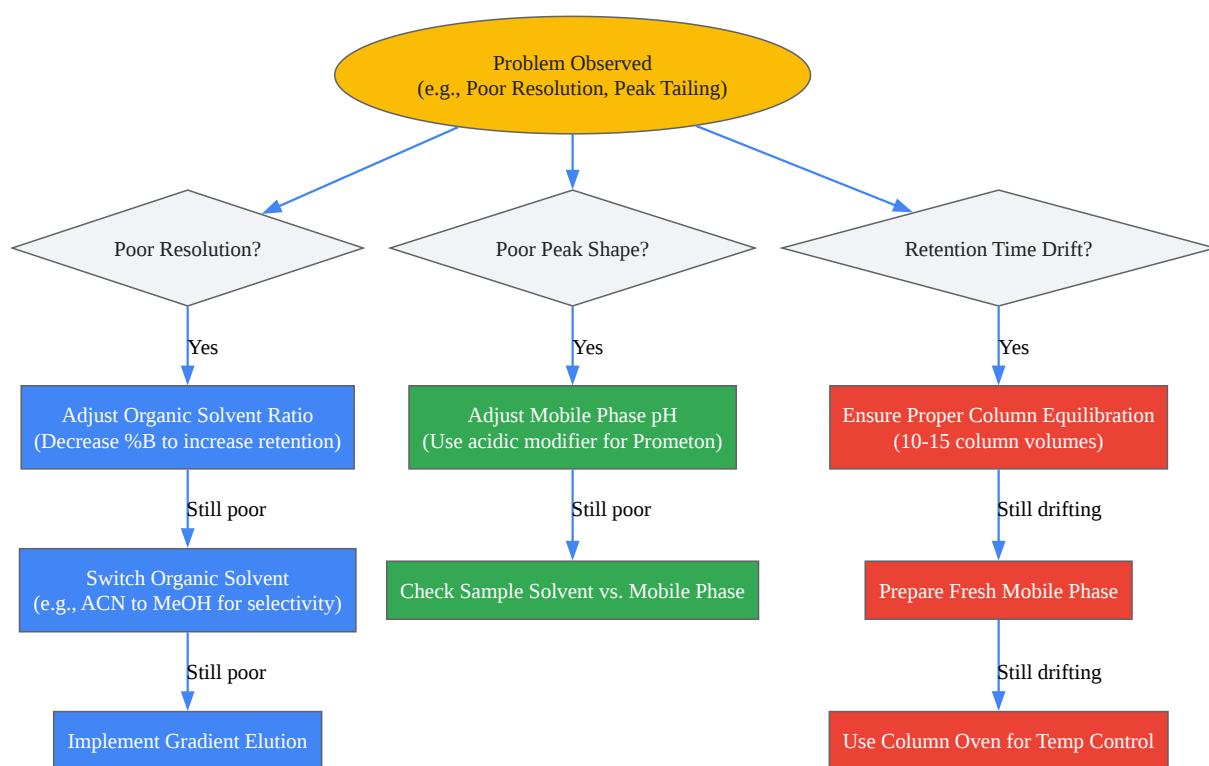 Problem Observed
(e.g., Poor Resolution, Peak Tailing)
Poor Resolution?
Poor Peak Shape?
Retention Time Drift?
Yes
Yes
Yes
Adjust Organic Solvent Ratio
(Decrease %B to increase retention)
Adjust Mobile Phase pH
(Use acidic modifier for Prometon)
Ensure Proper Column Equilibration
(10-15 column volumes)
Still poor
Still poor
Still drifting
Switch Organic Solvent
(e.g., ACN to MeOH for selectivity)
Check Sample Solvent vs. Mobile Phase
Prepare Fresh Mobile Phase
Still poor
Still drifting
Implement Gradient Elution
Use Column Oven for Temp Control